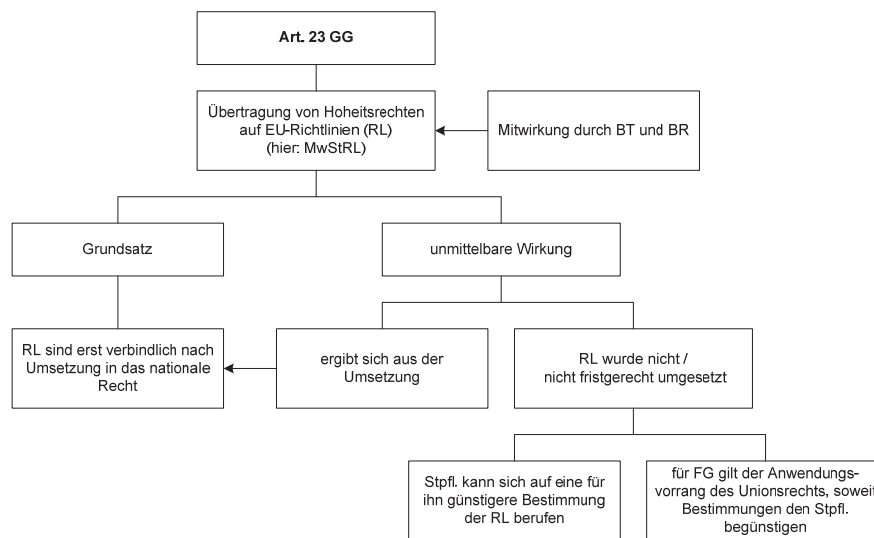 Art. 23 GG
Übertragung von Hoheitsrechten
auf EU-Richtlinien (RL)
(hier: MwStRL)
Mitwirkung durch BT und BR
Grundsatz
unmittelbare Wirkung
RL sind erst verbindlich nach
Umsetzung in das nationale
Recht
ergibt sich aus der
Umsetzung
RL wurde nicht /
nicht fristgerecht umgesetzt
Stpfl. kann sich auf eine für
ihn günstigere Bestimmung
der RL berufen
für FG gilt der Anwendungs-
vorrang des Unionsrechts, soweit
Bestimmungen den Stpfl.
begünstigen